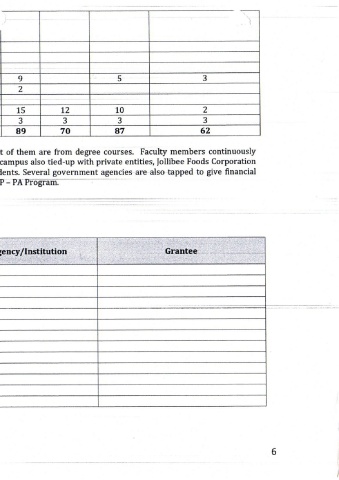 9 5 3
2
15 12 10 2
3 3 3 3
89 70 87 62
t of them are from degree courses. Faculty members continuously
campus also tied-up with private entities, Jollibee Foods Corporation
dents. Several government agencies are also tapped to give financial
P – PA Program.
gency/Institution Grantee
6